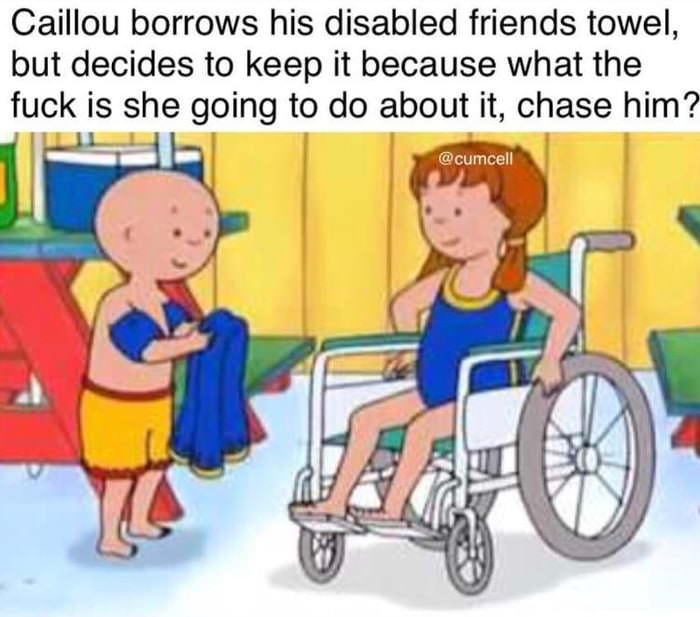 Caillou borrows his disabled friends towel,
but decides to keep it because what the
fuck is she going to do about it, chase him?
@cumcell